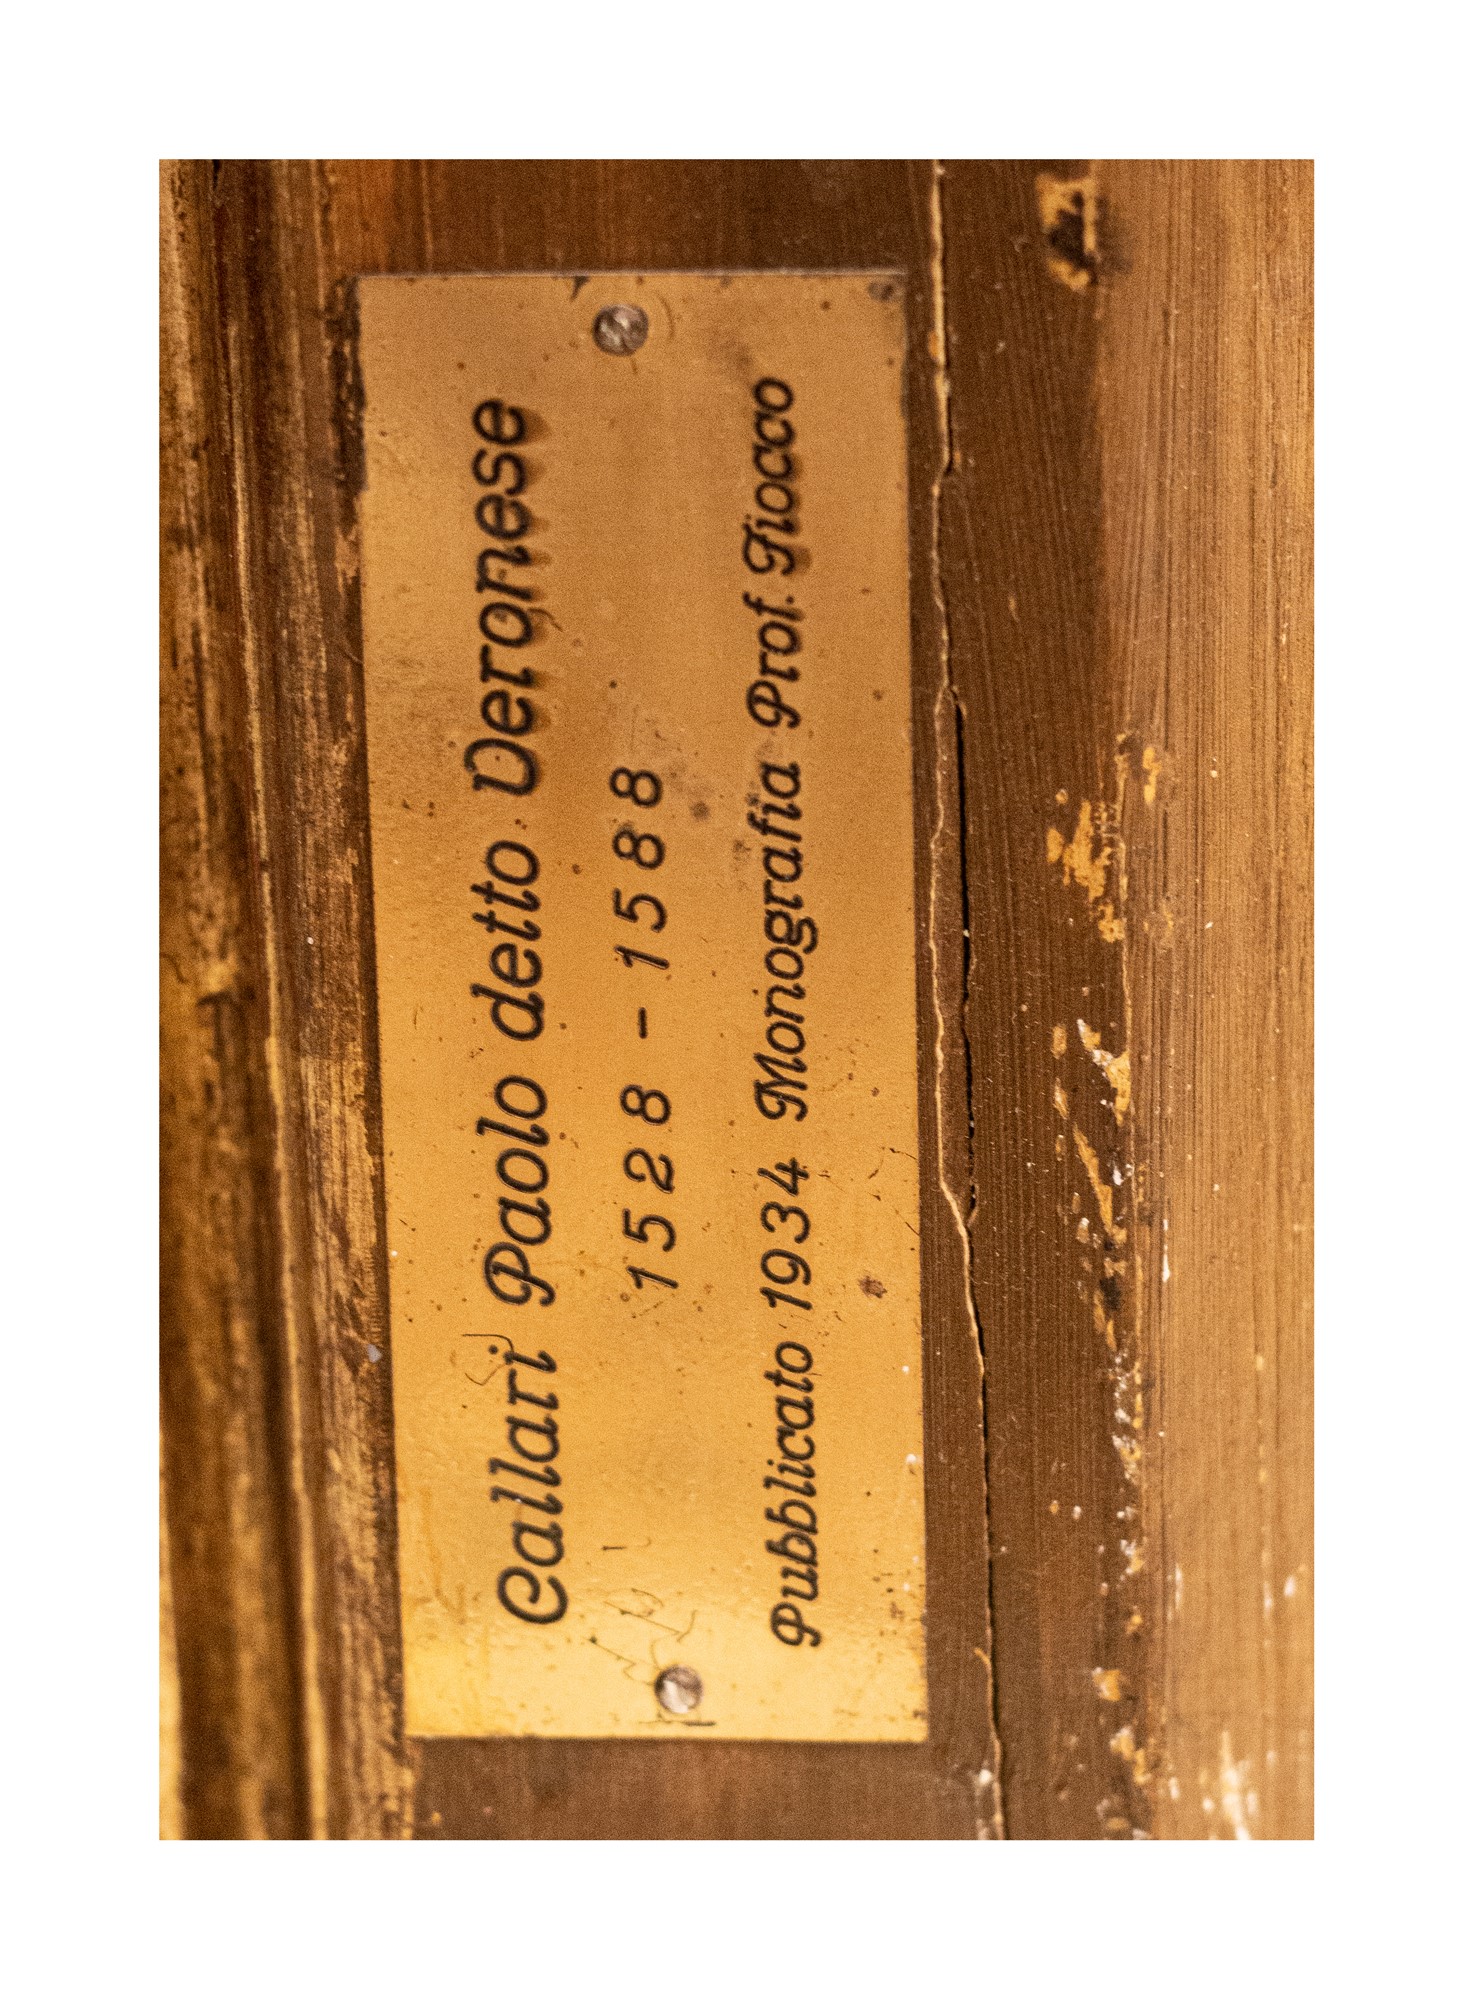 Callari Paolo detto Veronese
1528-1588
Pubblicato 1934 Monografia Prof. Fiocco